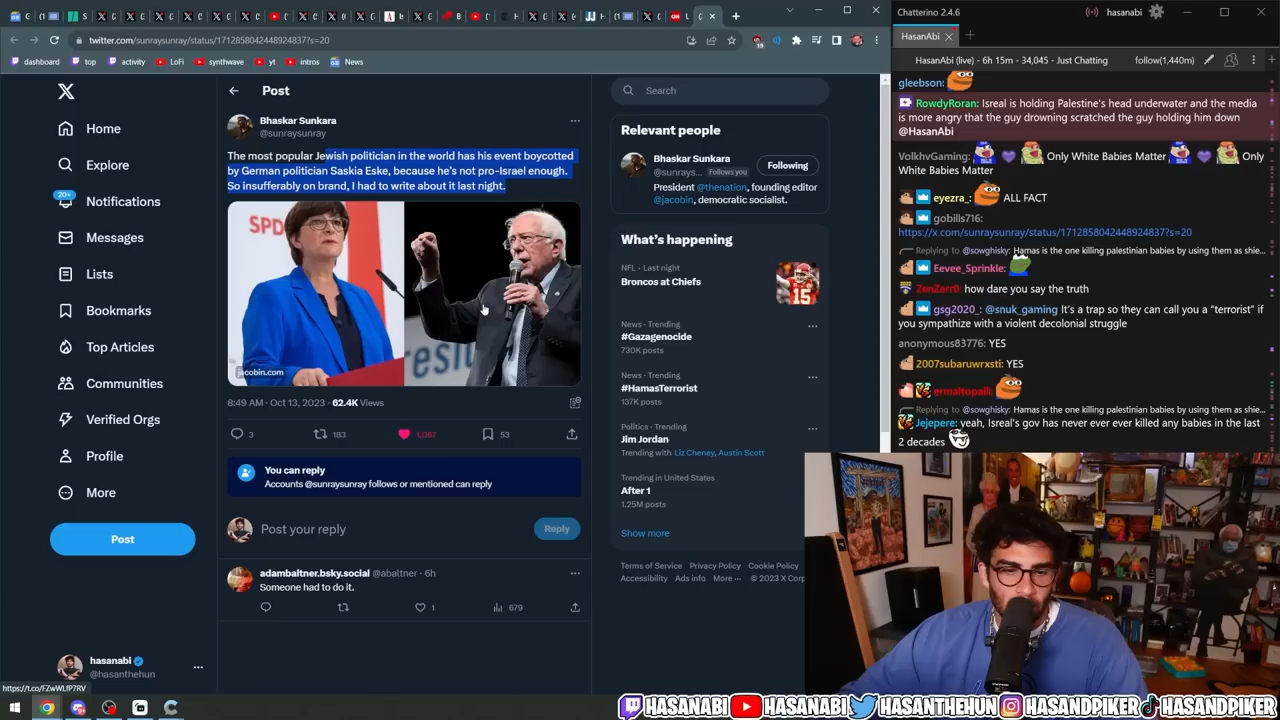 twitter.com/sunraysunray/status/1712858042448924837?s=20
dashboard
top
activity
LoFi
synthwave
yt
intros
News
Home
Explore
20+
Notifications
Messages
Lists
Bookmarks
Top Articles
Communities
Verified Orgs
Profile
More
Post
hasanabi
@hasanthehun
https://t.co/FZwWLfP7RV
Post
Bhaskar Sunkara
@sunraysunray
The most popular Jewish politician in the world has his event boycotted
by German politician Saskia Eske, because he's not pro-Israel enough.
So insufferably on brand, I had to write about it last night.
SPD
jacobin.com
8:49 AM · Oct 13, 2023 · 62.4K Views
3
183
1,087
53
You can reply
Accounts @sunraysunray follows or mentioned can reply
Post your reply
Reply
adambaltner.bsky.social @abaltner · 6h
Someone had to do it.
1
679
Search
Relevant people
Bhaskar Sunkara
@sunrays... Follows you
Following
President @thenation, founding editor
@jacobin, democratic socialist.
What's happening
NFL · Last night
Broncos at Chiefs
News · Trending
#Gazagenocide
730K posts
News · Trending
#HamasTerrorist
137K posts
Politics · Trending
Jim Jordan
Trending with Liz Cheney, Austin Scott
Trending in United States
After 1
1.25M posts
Show more
Terms of Service Privacy Policy Cookie Policy
Accessibility Ads info More ··· © 2023 X Corp
Chatterino 2.4.6
hasanabi
HasanAbi
HasanAbi (live) - 6h 15m - 34,045 - Just Chatting
follow(1,440m)
gleebson:
RowdyRoran: Isreal is holding Palestine's head underwater and the media
is more angry that the guy drowning scratched the guy holding him down
@HasanAbi
VolkhvGaming: Only White Babies Matter Only
White Babies Matter
eyezra_: ALL FACT
gobills716:
https://x.com/sunraysunray/status/1712858042448924837?s=20
Replying to @sowghisky: Hamas is the one killing palestinian babies by using them as shie...
Eevee_Sprinkle:
ZenZerr0: how dare you say the truth
gsg2020_: @snuk_gaming It's a trap so they can call you a "terrorist" if
you sympathize with a violent decolonial struggle
anonymous83776: YES
2007subaruwrxsti: YES
ermaltopalli:
Replying to @sowghisky: Hamas is the one killing palestinian babies by using them as shie...
Jejepere: yeah, Isreal's gov has never ever ever killed any babies in the last
2 decades
HASANABI HASANABI HASANTHEHUN HASANDPIKER HASANDPIKER